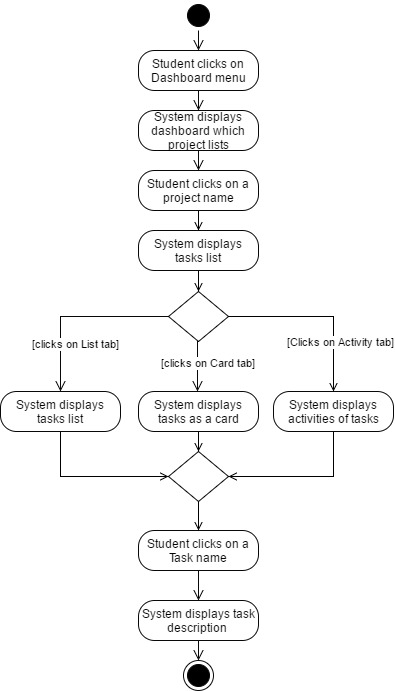 Student clicks on
Dashboard menu
System displays
dashboard which
project lists
Student clicks on a
project name
System displays
tasks list
[clicks on List tab]
[clicks on Card tab]
[Clicks on Activity tab]
System displays
tasks list
System displays
tasks as a card
System displays
activities of tasks
Student clicks on a
Task name
System displays task
description